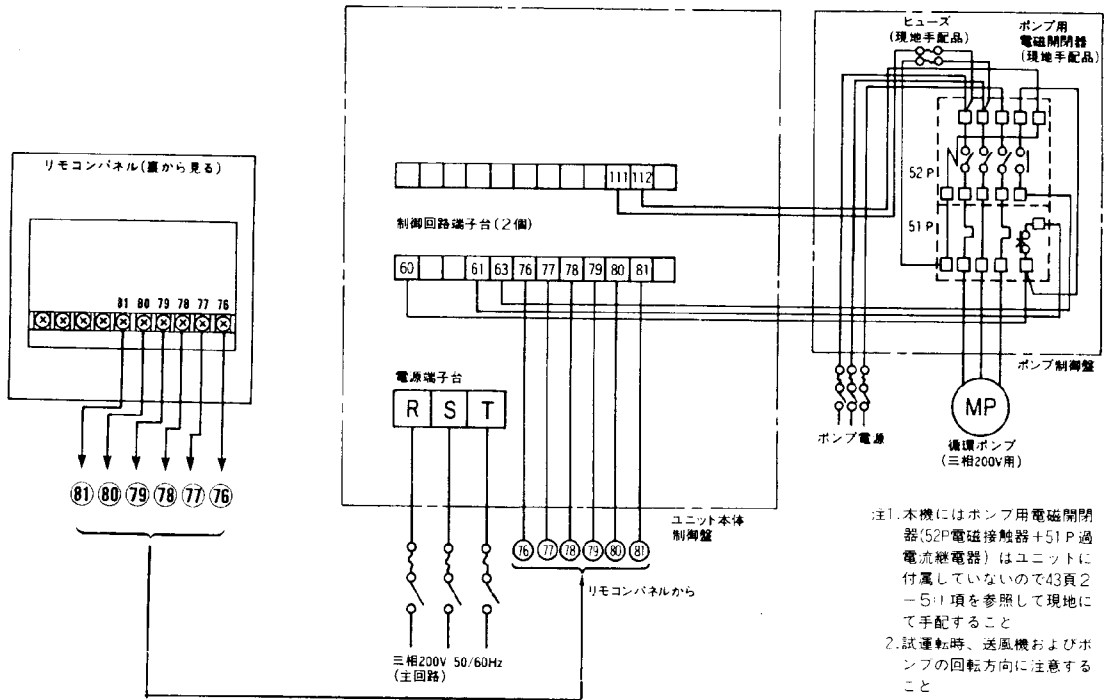 リモコンパネル(裏から見る)
81 80 79 78 77 76
81 80 79 78 77 76
111 112
制御回路端子台(2個)
60 61 63 76 77 78 79 80 81
電源端子台
R S T
三相200V 50/60Hz
(主回路)
76 77 78 79 80 81
リモコンパネルから
ユニット本体
制御盤
ヒューズ
(現地手配品)
ポンプ用
電磁開閉器
(現地手配品)
52P
51P
ポンプ制御盤
ポンプ電源
MP
循環ポンプ
(三相200V用)
注1.本機にはポンプ用電磁開閉
器(52P電磁接触器+51P過
電流継電器)はユニットに
付属していないので43頁2
項を参照して現地に
て手配すること
2.試運転時、送風機およびポ
ンプの回転方向に注意する
こと